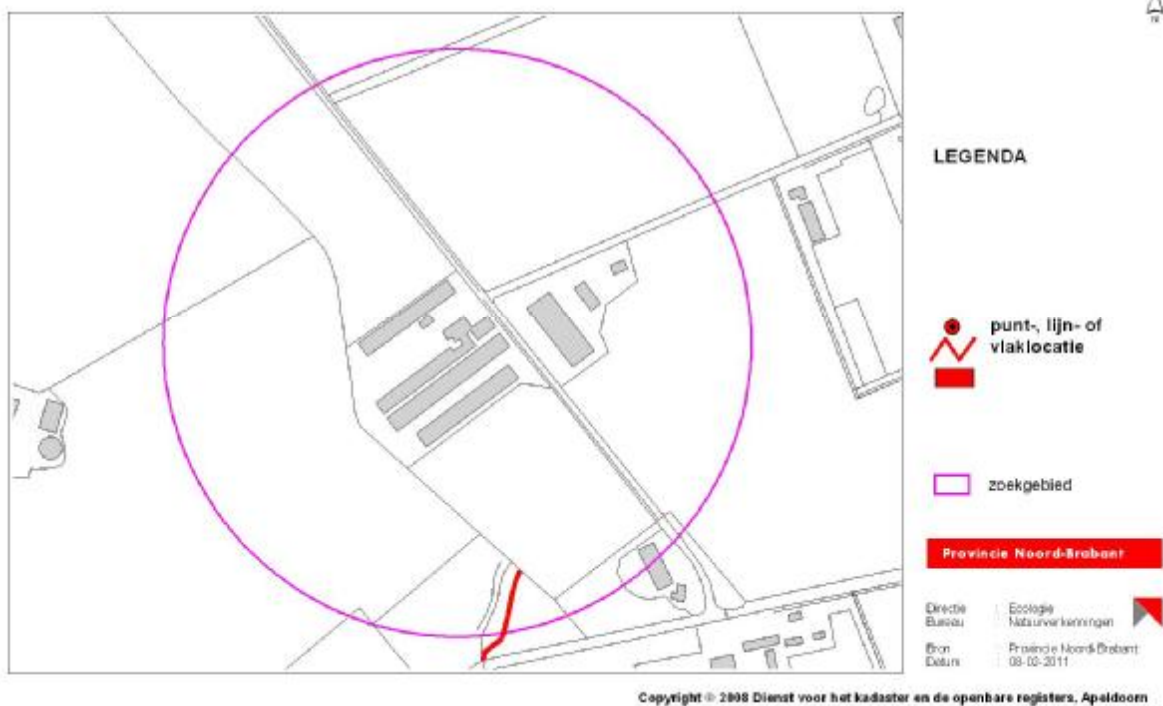 N
LEGENDA
punt-, lijn- of
vlaklocatie
zoekgebied
Provincie Noord-Brabant
Directie : Ecologie
Bureau : Natuurverkenningen
Bron : Provincie Noord-Brabant
Datum : 08-02-2011
Copyright © 2008 Dienst voor het kadaster en de openbare registers, Apeldoorn